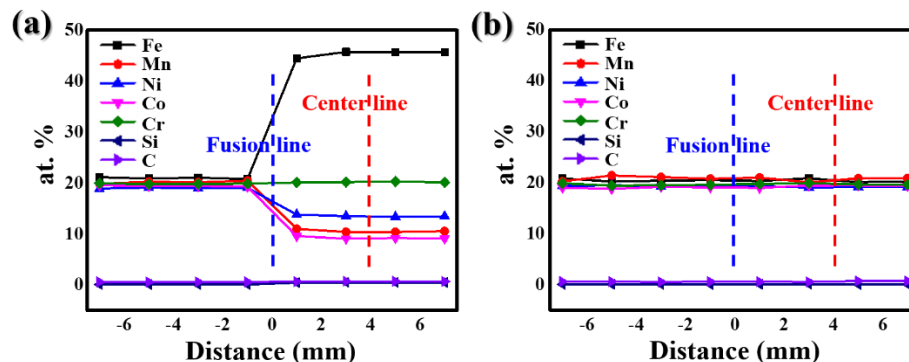 (a)
50
40
30
20
10
0
at. %
Fe
Mn
Ni
Co
Cr
Si
C
Fusion line
Center line
-6 -4 -2 0 2 4 6
Distance (mm)
(b)
50
40
30
20
10
0
at. %
Fe
Mn
Ni
Co
Cr
Si
C
Fusion line
Center line
-6 -4 -2 0 2 4 6
Distance (mm)